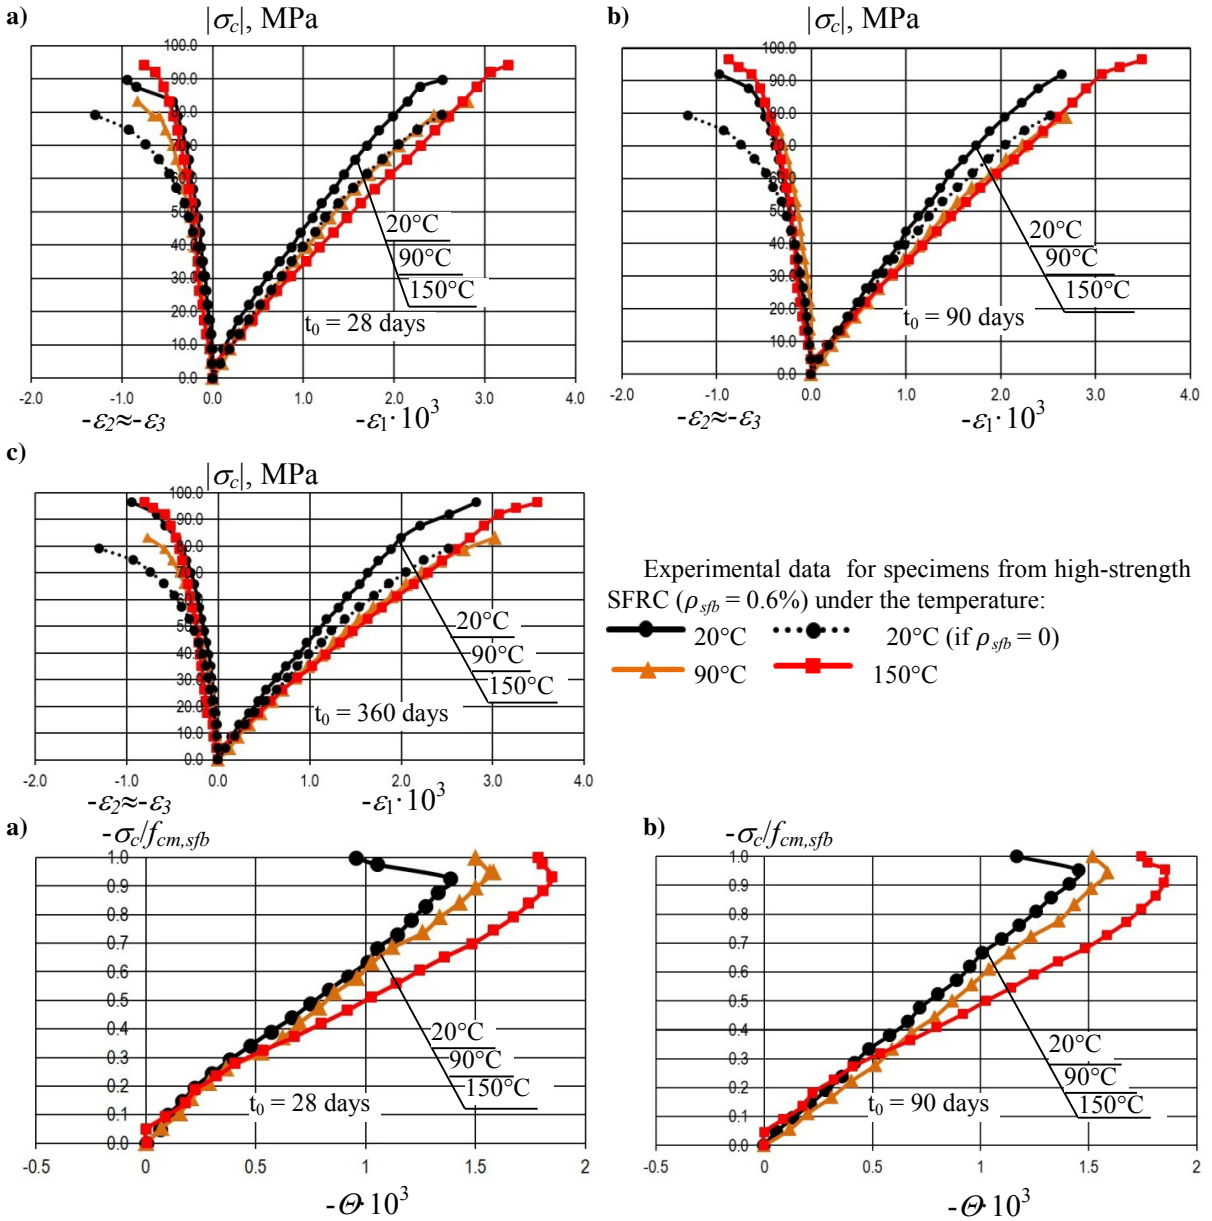 a)
|σc|, MPa
100.0
90.0
80.0
70.0
60.0
50.0
40.0
30.0
20.0
10.0
0.0
20°C
90°C
150°C
t0 = 28 days
-2.0 -1.0 0.0 1.0 2.0 3.0 4.0
-ε2≈-ε3 -ε1·10³
b)
|σc|, MPa
100.0
90.0
80.0
70.0
60.0
50.0
40.0
30.0
20.0
10.0
0.0
20°C
90°C
150°C
t0 = 90 days
-2.0 -1.0 0.0 1.0 2.0 3.0 4.0
-ε2≈-ε3 -ε1·10³
c)
|σc|, MPa
100.0
90.0
80.0
70.0
60.0
50.0
40.0
30.0
20.0
10.0
0.0
20°C
90°C
150°C
t0 = 360 days
-2.0 -1.0 0.0 1.0 2.0 3.0 4.0
-ε2≈-ε3 -ε1·10³
Experimental data for specimens from high-strength
SFRC (ρsfb = 0.6%) under the temperature:
20°C 20°C (if ρsfb = 0)
90°C 150°C
a)
-σc/fcm,sfb
1.0
0.9
0.8
0.7
0.6
0.5
0.4
0.3
0.2
0.1
0.0
20°C
90°C
150°C
t0 = 28 days
-0.5 0 0.5 1 1.5 2
-Θ·10³
b)
-σc/fcm,sfb
1.0
0.9
0.8
0.7
0.6
0.5
0.4
0.3
0.2
0.1
0.0
20°C
90°C
150°C
t0 = 90 days
-0.5 0 0.5 1 1.5 2
-Θ·10³